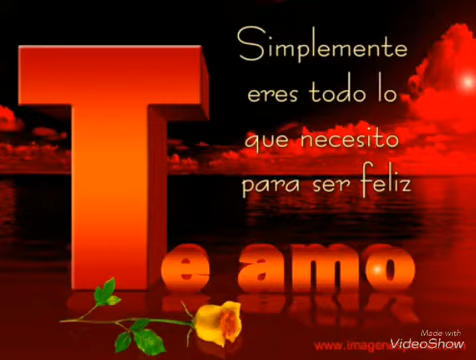 Simplemente
eres todo lo
que necesito
para ser feliz
Te amo
Made with
VideoShow